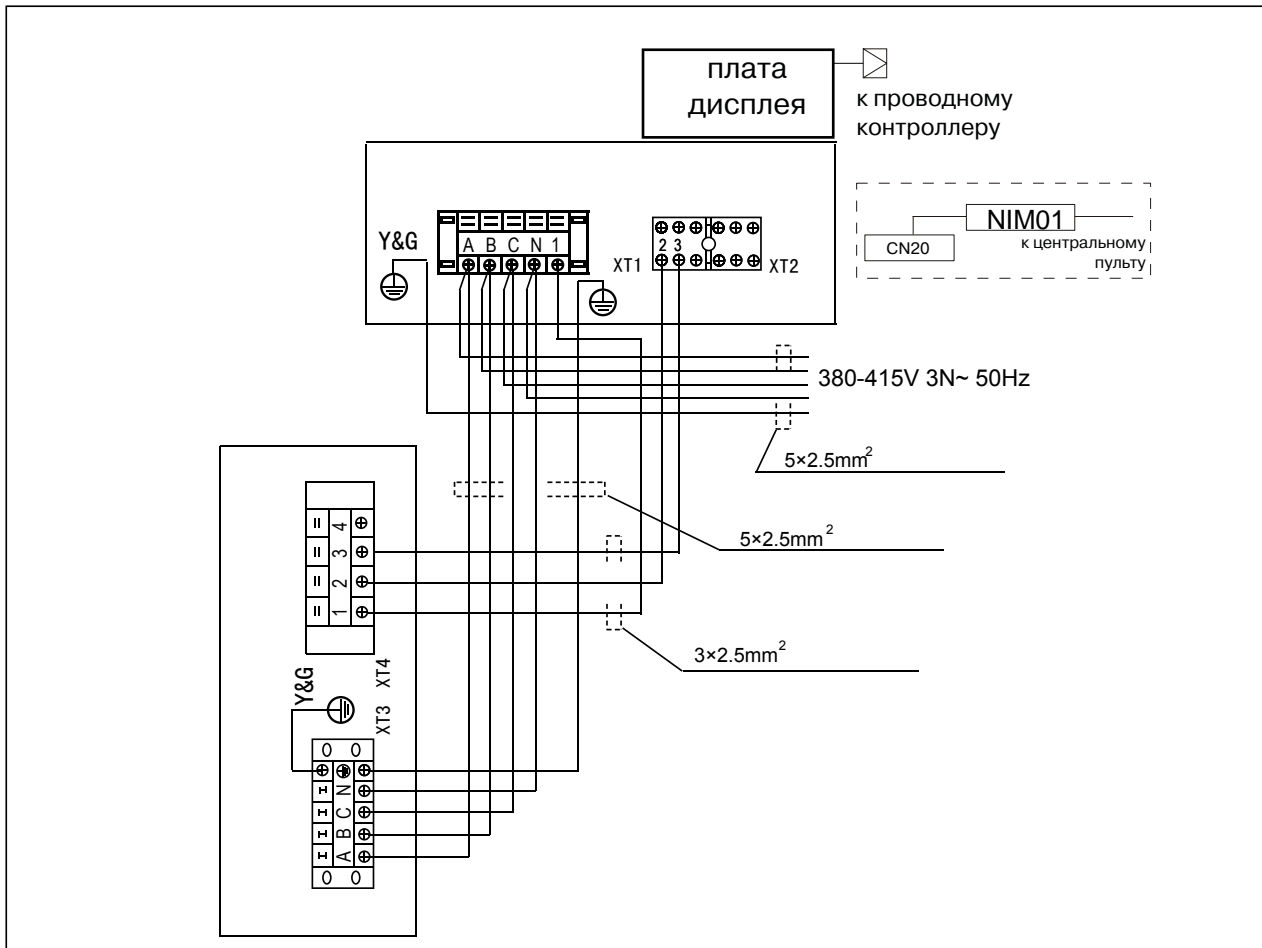 плата
дисплея
к проводному
контроллеру
NIM01
CN20
к центральному
пульту
Y&G
A B C N 1
2 3
XT1
XT2
380-415V 3N~ 50Hz
5×2.5mm²
5×2.5mm²
3×2.5mm²
4
3
2
1
Y&G
XT4
XT3
N
C
B
A